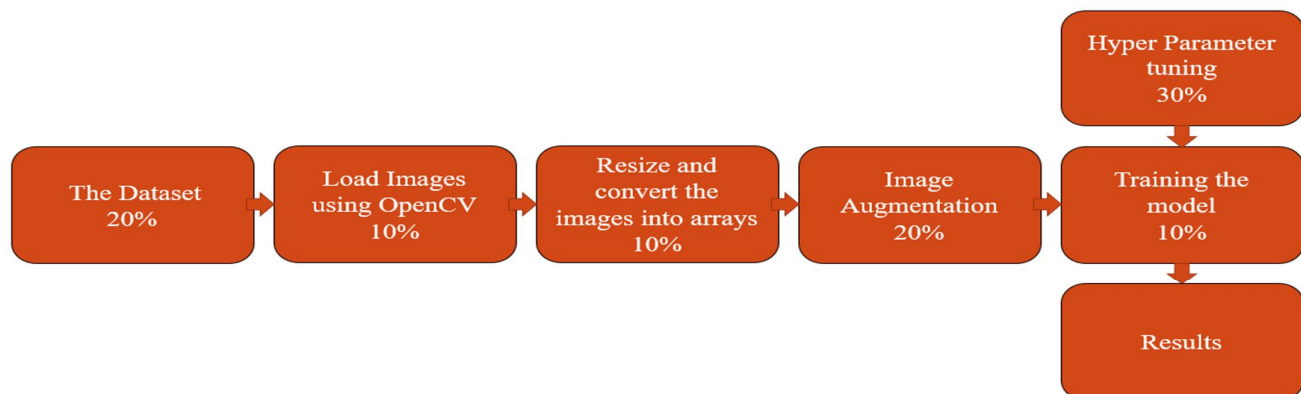 The Dataset
20%
Load Images
using OpenCV
10%
Resize and
convert the
images into arrays
10%
Image
Augmentation
20%
Hyper Parameter
tuning
30%
Training the
model
10%
Results